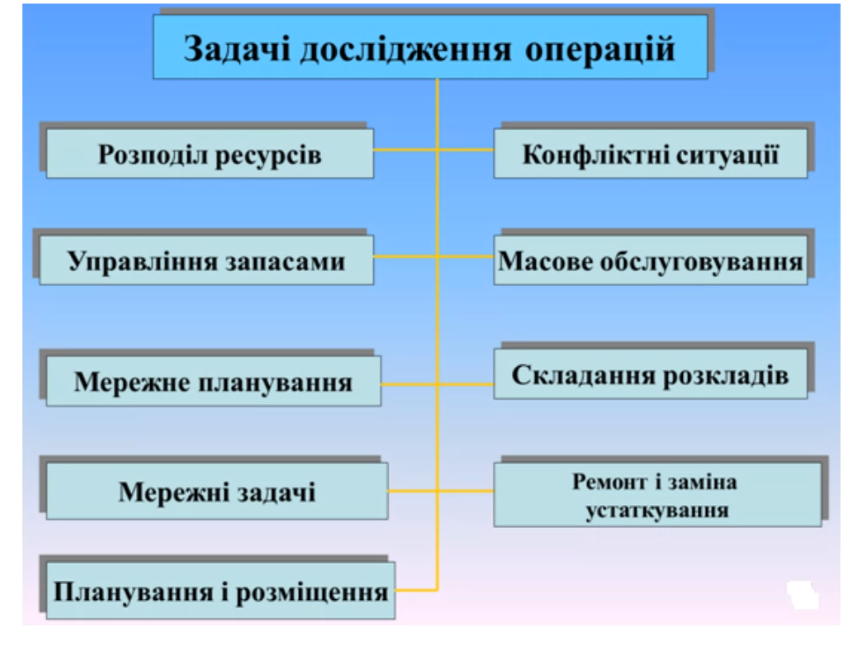 Задачі дослідження операцій
Розподіл ресурсів
Конфліктні ситуації
Управління запасами
Масове обслуговування
Мережне планування
Складання розкладів
Мережні задачі
Ремонт і заміна
устаткування
Планування і розміщення